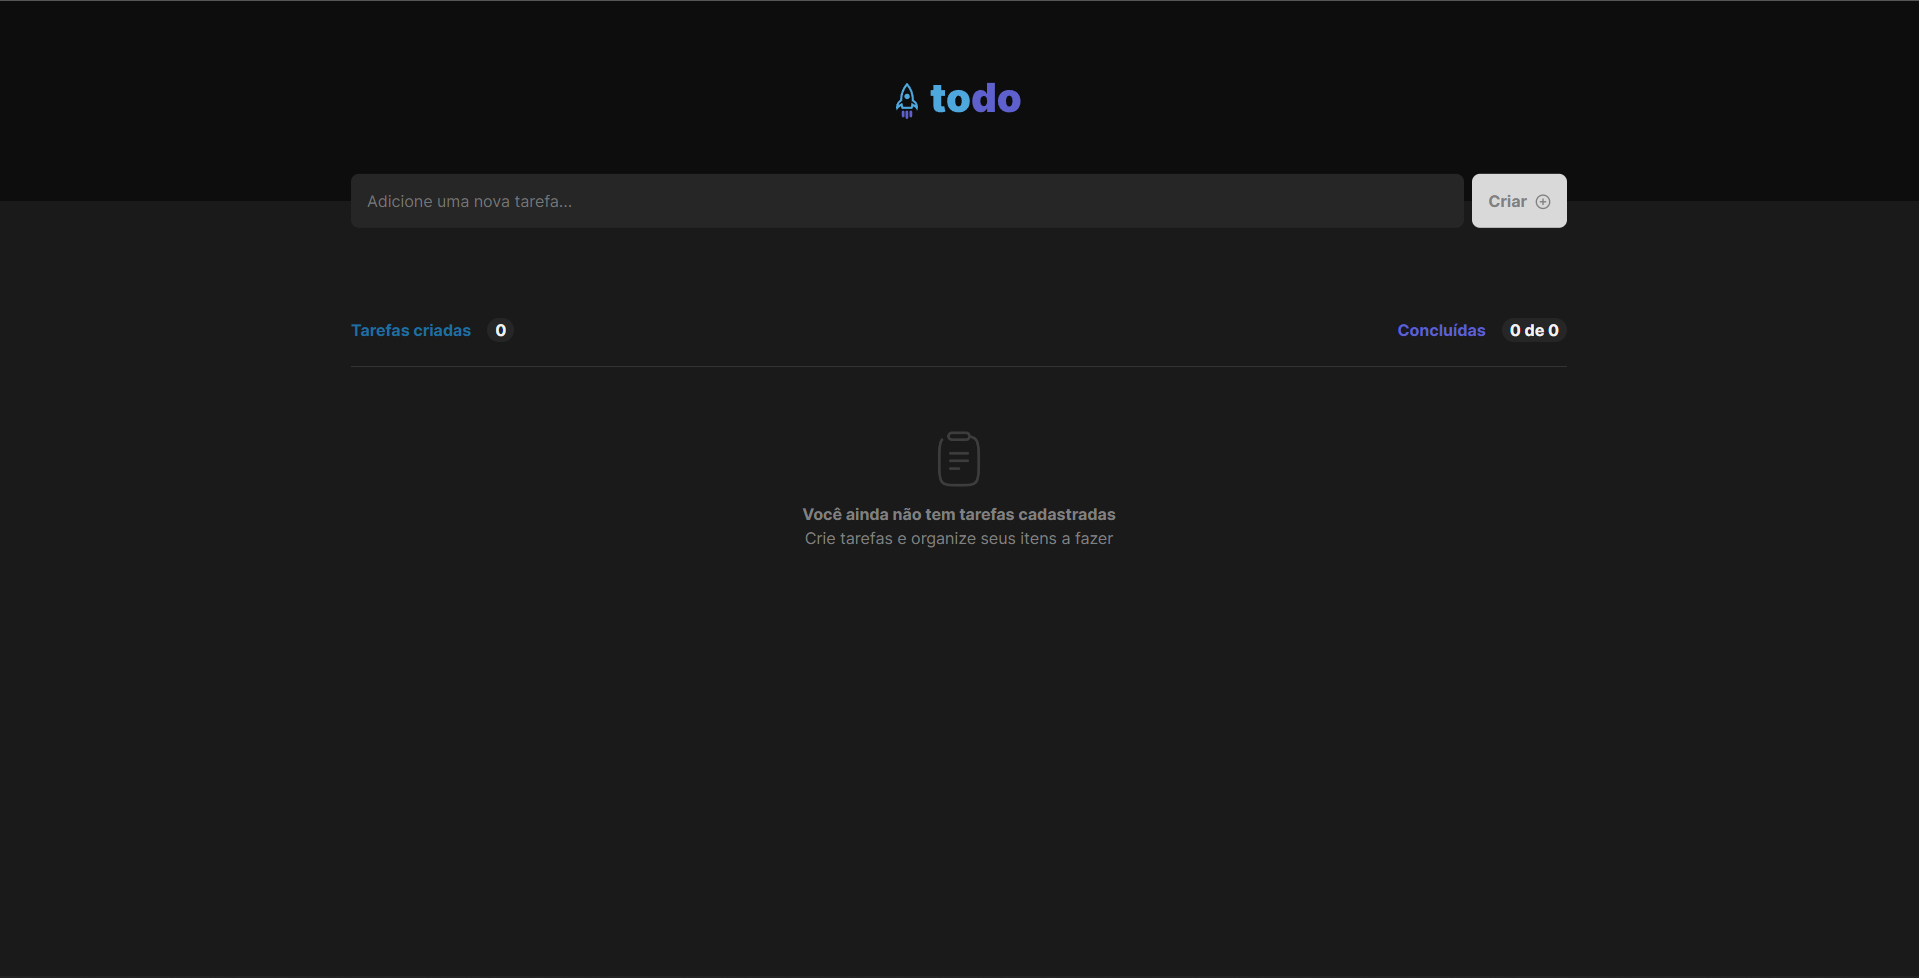 todo
Adicione uma nova tarefa...
Criar
Tarefas criadas 0
Concluídas 0 de 0
Você ainda não tem tarefas cadastradas
Crie tarefas e organize seus itens a fazer